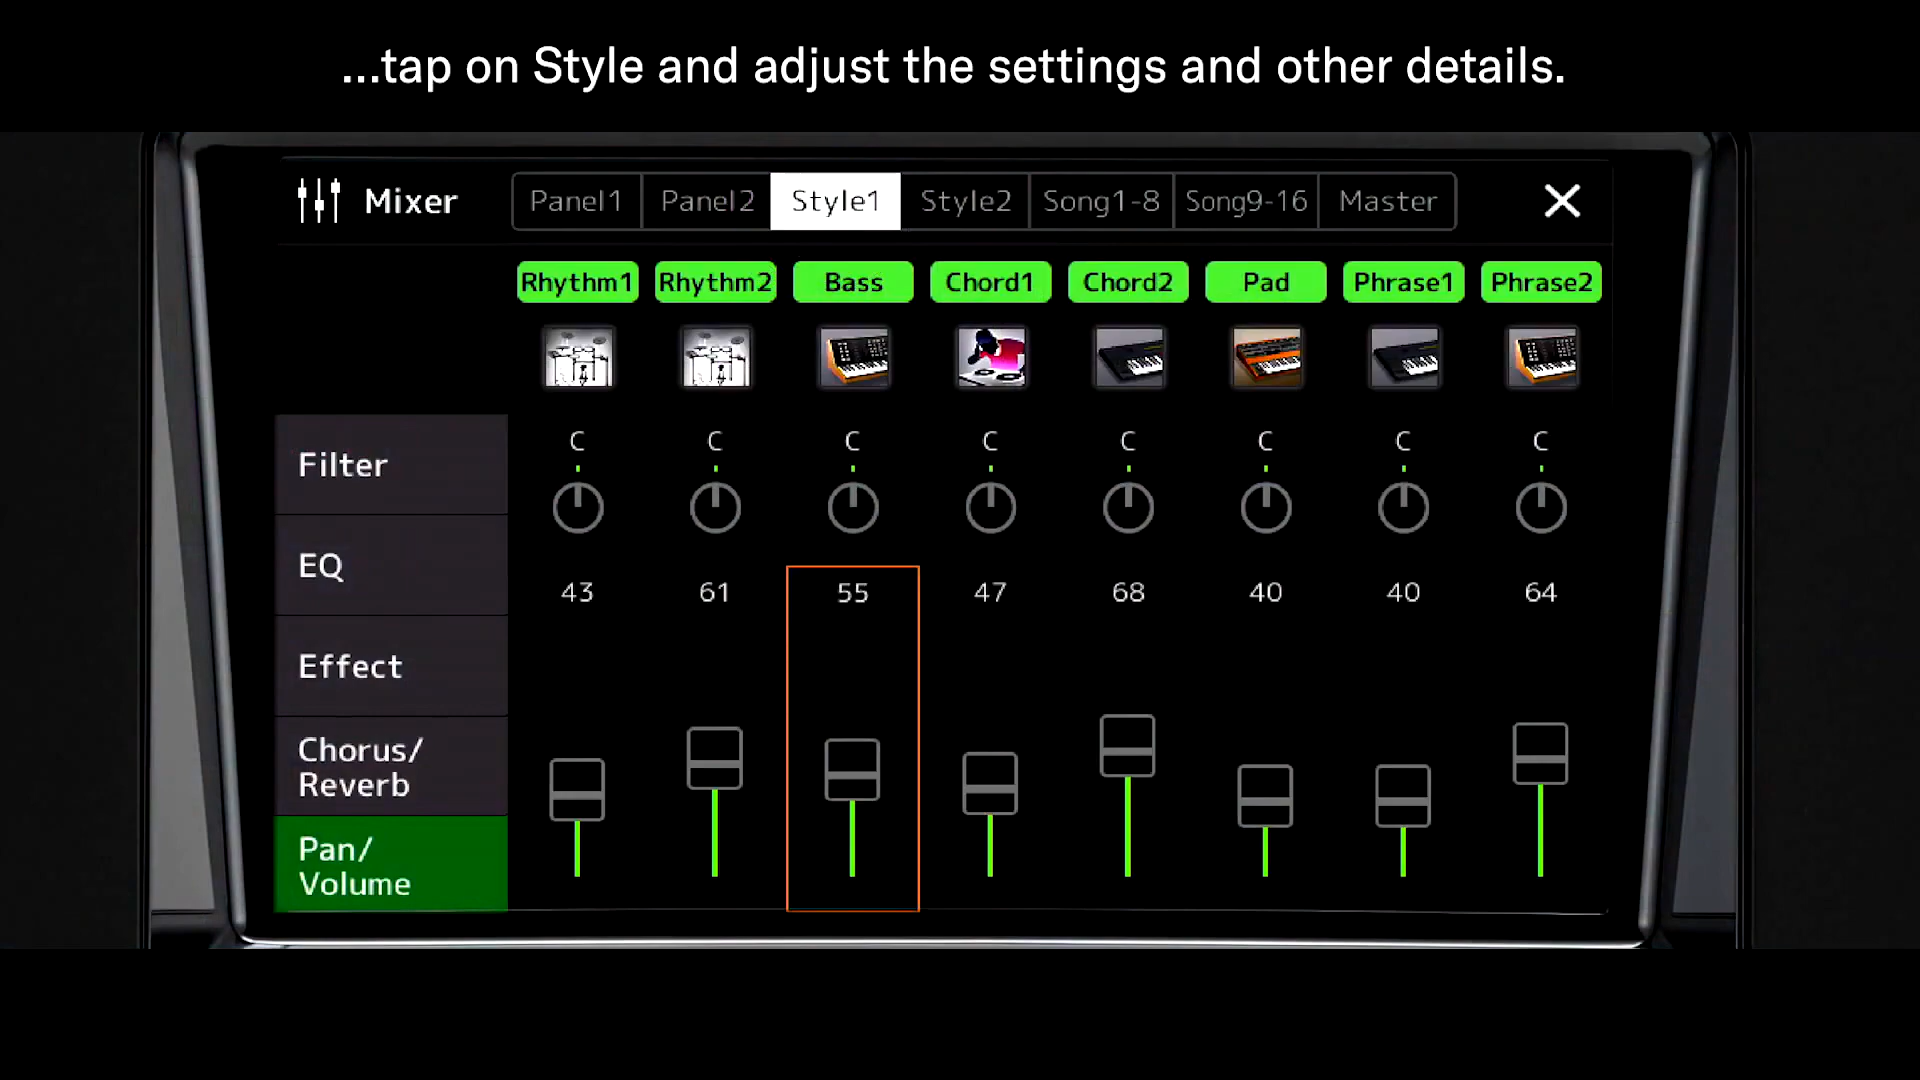 ...tap on Style and adjust the settings and other details.
Mixer
Panel1 Panel2 Style1 Style2 Song1-8 Song9-16 Master
Rhythm1 Rhythm2 Bass Chord1 Chord2 Pad Phrase1 Phrase2
C C C C C C C C
43 61 55 47 68 40 40 64
Filter
EQ
Effect
Chorus/
Reverb
Pan/
Volume